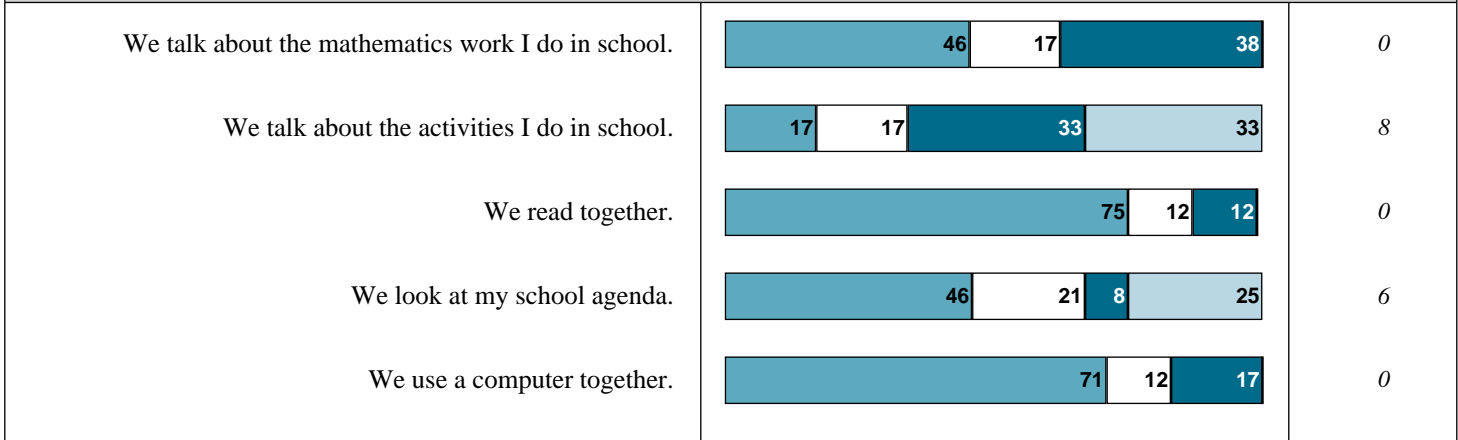 We talk about the mathematics work I do in school. 46 17 38 0
We talk about the activities I do in school. 17 17 33 33 8
We read together. 75 12 12 0
We look at my school agenda. 46 21 8 25 6
We use a computer together. 71 12 17 0